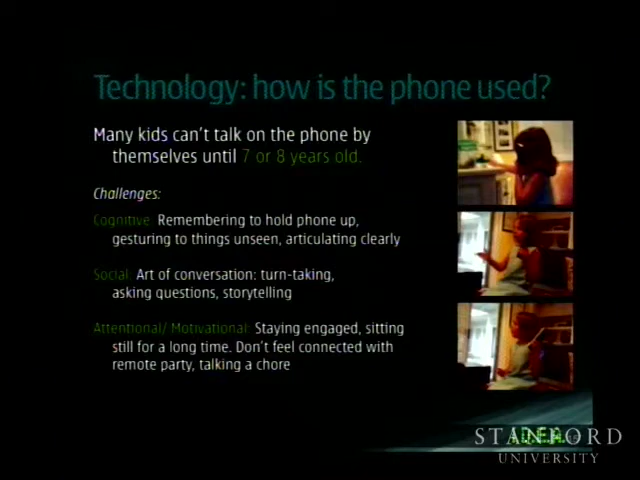 Technology: how is the phone used?
Many kids can't talk on the phone by
themselves until 7 or 8 years old.
Challenges:
Cognitive: Remembering to hold phone up,
gesturing to things unseen, articulating clearly
Social: Art of conversation: turn-taking,
asking questions, storytelling
Attentional/ Motivational: Staying engaged, sitting
still for a long time. Don't feel connected with
remote party, talking a chore
STANFORD
UNIVERSITY